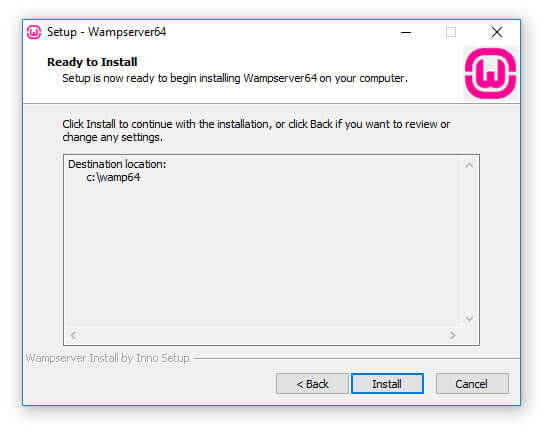 Setup - Wampserver64
Ready to Install
Setup is now ready to begin installing Wampserver64 on your computer.
Click Install to continue with the installation, or click Back if you want to review or
change any settings.
Destination location:
c:\wamp64
Wampserver Install by Inno Setup
< Back
Install
Cancel